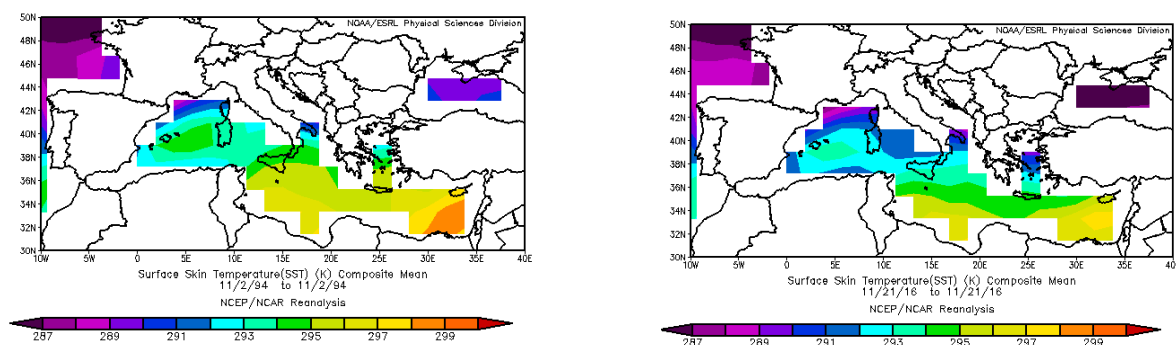 NOAA/ESRL Physical Sciences Division
50N
48N
46N
44N
42N
40N
38N
36N
34N
32N
30N
10W 5W 0 5E 10E 15E 20E 25E 30E 35E 40E
Surface Skin Temperature(SST) (K) Composite Mean
11/2/94 to 11/2/94
NCEP/NCAR Reanalysis
287 289 291 293 295 297 299
NOAA/ESRL Physical Sciences Division
50N
48N
46N
44N
42N
40N
38N
36N
34N
32N
30N
10W 5W 0 5E 10E 15E 20E 25E 30E 35E 40E
Surface Skin Temperature(SST) (K) Composite Mean
11/21/16 to 11/21/16
NCEP/NCAR Reanalysis
287 289 291 293 295 297 299